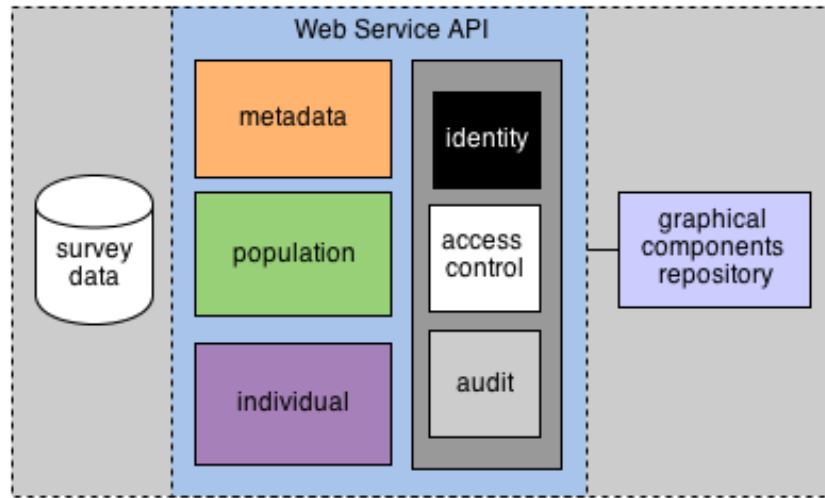 Web Service API
metadata
population
individual
identity
access
control
audit
survey
data
graphical
components
repository